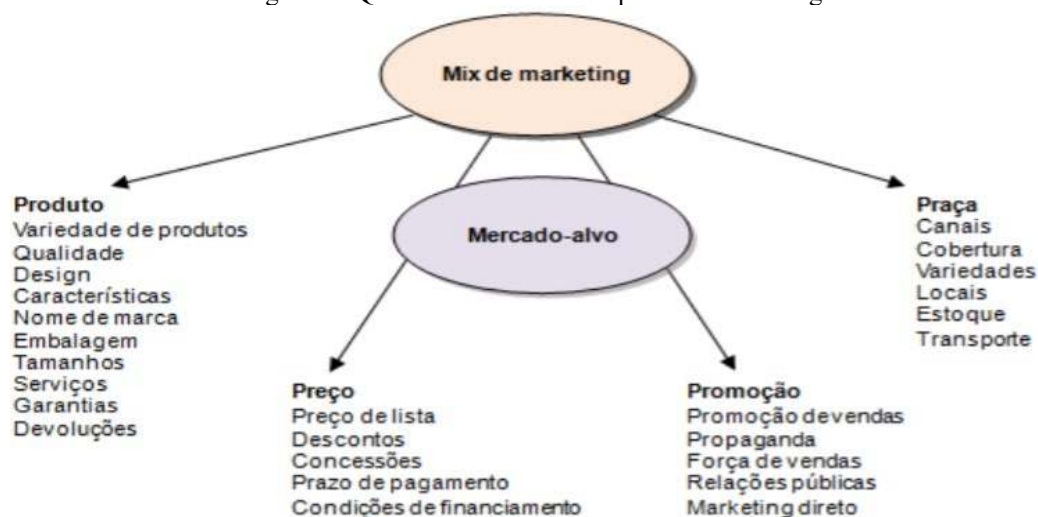 Mix de marketing
Mercado-alvo
Produto
Variedade de produtos
Qualidade
Design
Características
Nome de marca
Embalagem
Tamanhos
Serviços
Garantias
Devoluções
Preço
Preço de lista
Descontos
Concessões
Prazo de pagamento
Condições de financiamento
Promoção
Promoção de vendas
Propaganda
Força de vendas
Relações públicas
Marketing direto
Praça
Canais
Cobertura
Variedades
Locais
Estoque
Transporte